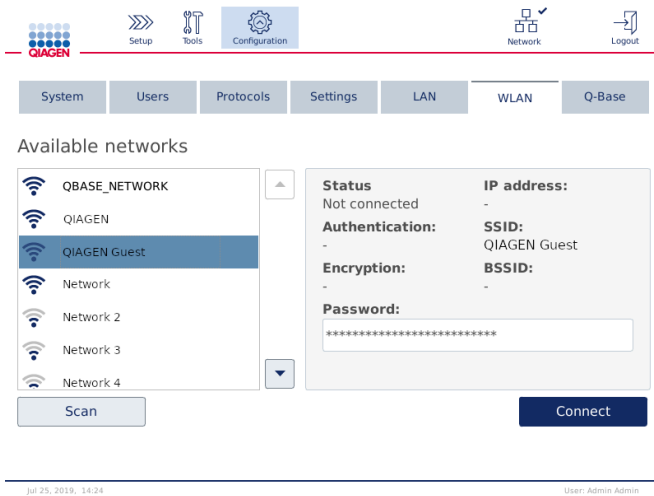 QIAGEN
Setup
Tools
Configuration
Network
Logout
System
Users
Protocols
Settings
LAN
WLAN
Q-Base
Available networks
QBASE_NETWORK
QIAGEN
QIAGEN Guest
Network
Network 2
Network 3
Network 4
Status
Not connected
IP address:
-
Authentication:
-
SSID:
QIAGEN Guest
Encryption:
-
BSSID:
-
Password:
**************************
Scan
Connect
Jul 25, 2019, 14:24
User: Admin Admin